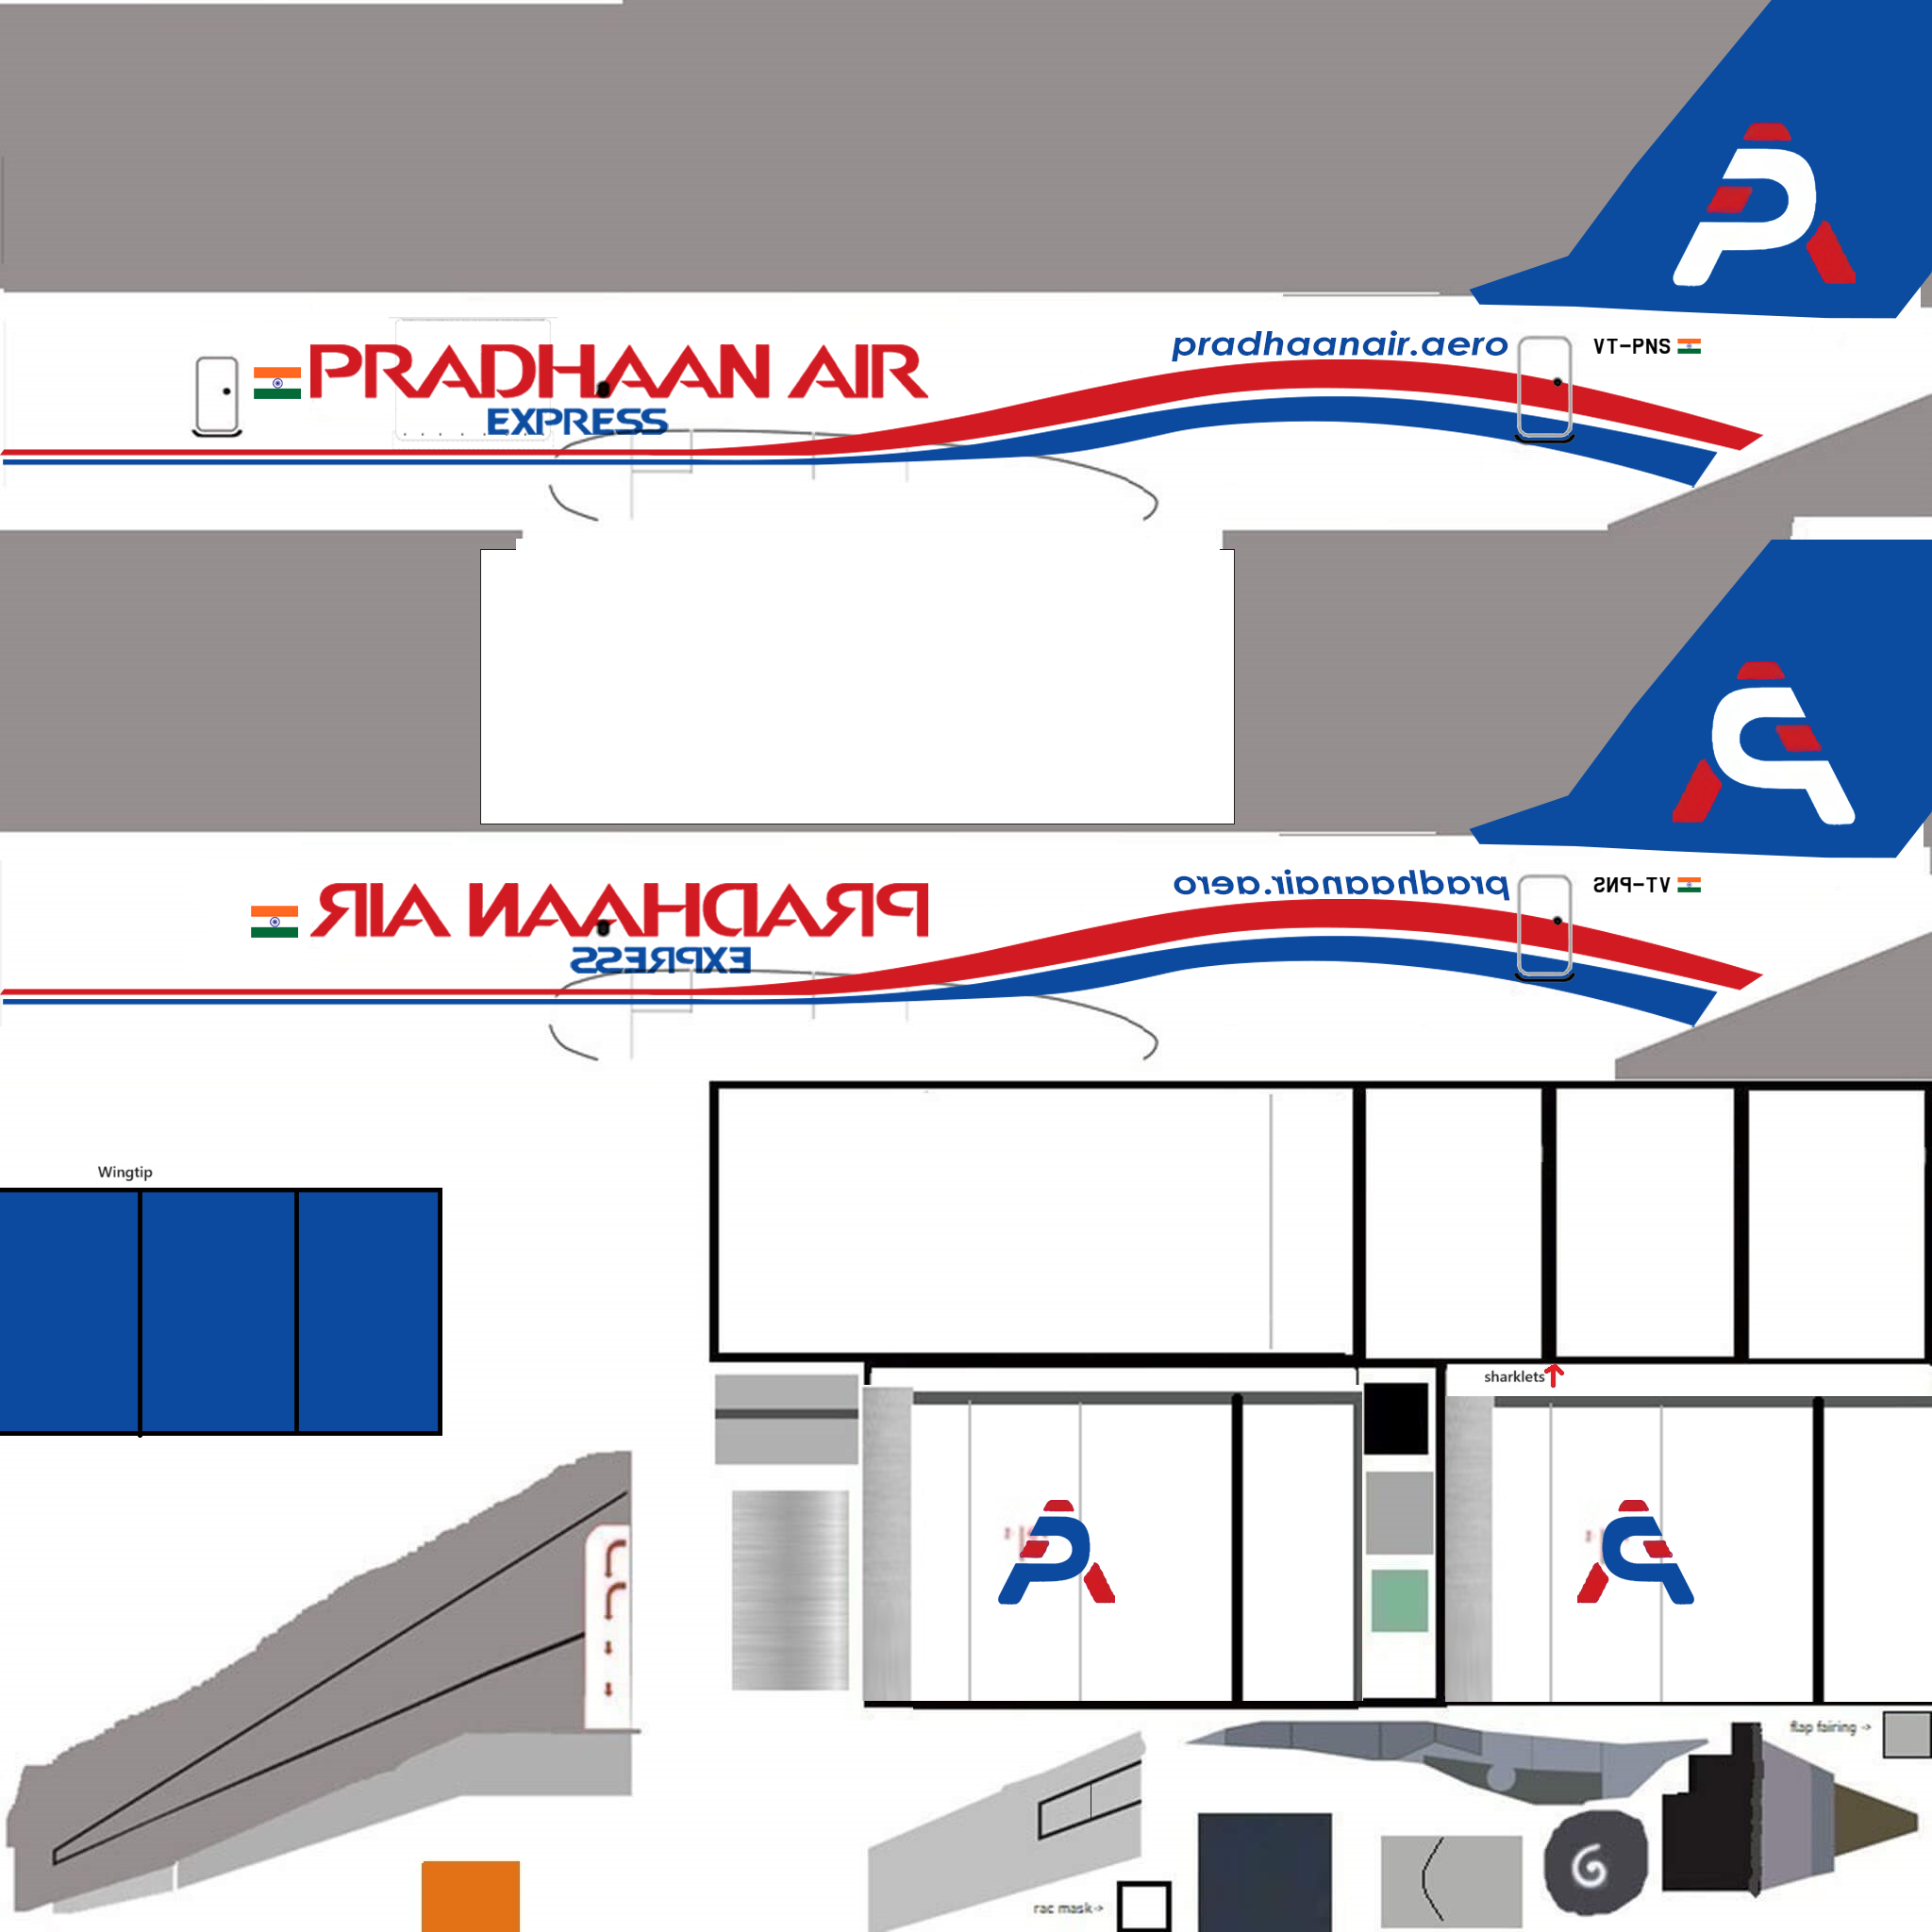 pradhaanair.aero
VT-PNS
PRADHAAN AIR
EXPRESS
pradhaanair.aero
VT-PNS
PRADHAAN AIR
EXPRESS
Wingtip
sharklets
flap fairing ->
rac mask->